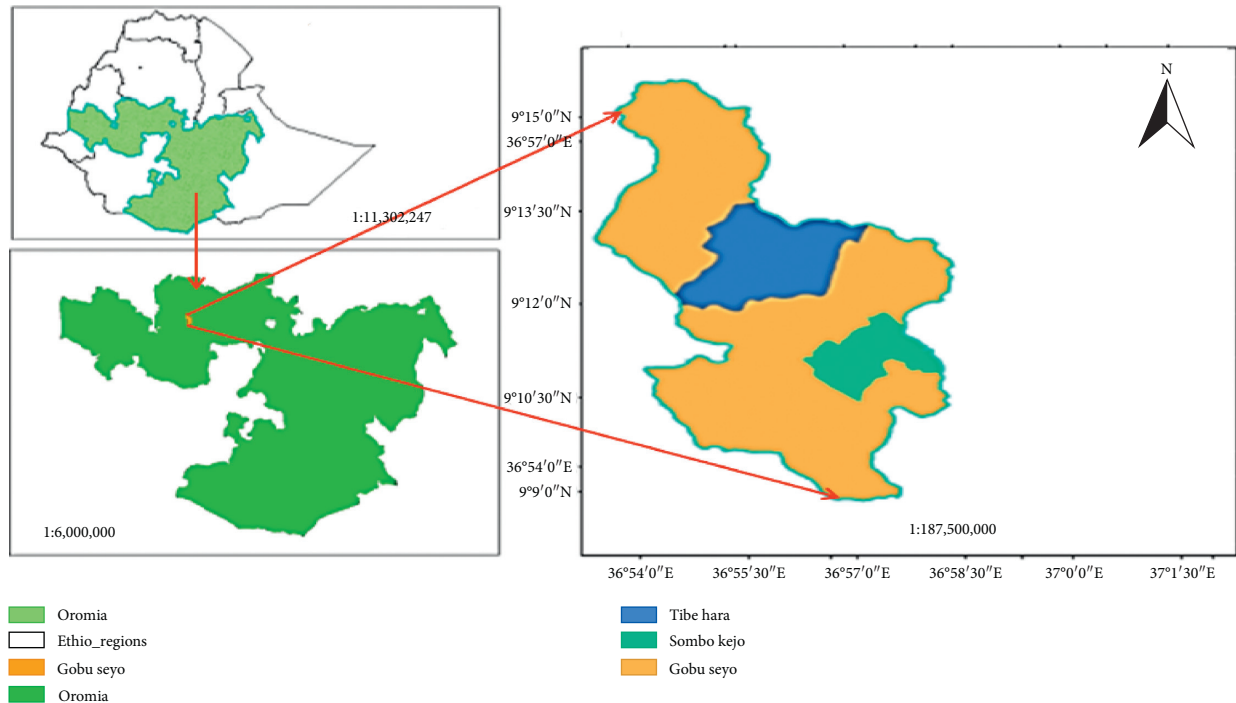 1:11,302,247
1:6,000,000
N
9°15′0″N
36°57′0″E
9°13′30″N
9°12′0″N
9°10′30″N
36°54′0″E
9°9′0″N
1:187,500,000
36°54′0″E 36°55′30″E 36°57′0″E 36°58′30″E 37°0′0″E 37°1′30″E
Oromia
Ethio_regions
Gobu seyo
Oromia
Tibe hara
Sombo kejo
Gobu seyo